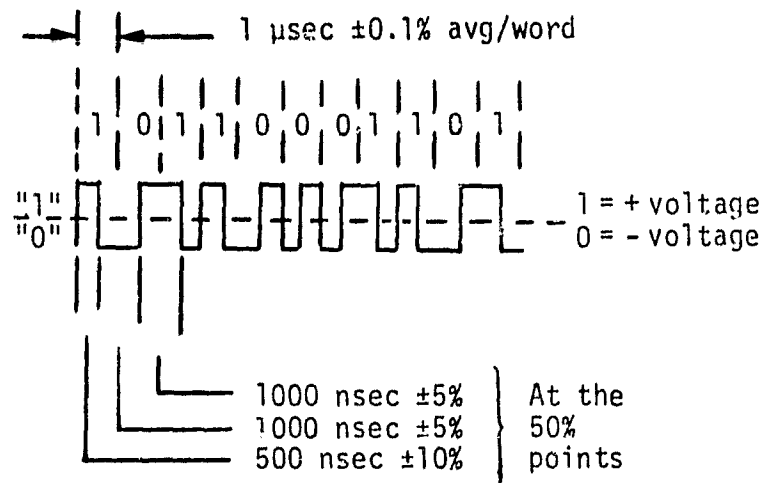 1 µsec ±0.1% avg/word
1 0 1 1 0 0 0 1 1 0 1
"1"
"0"
1 = + voltage
0 = - voltage
1000 nsec ±5%
1000 nsec ±5%
500 nsec ±10%
At the
50%
points